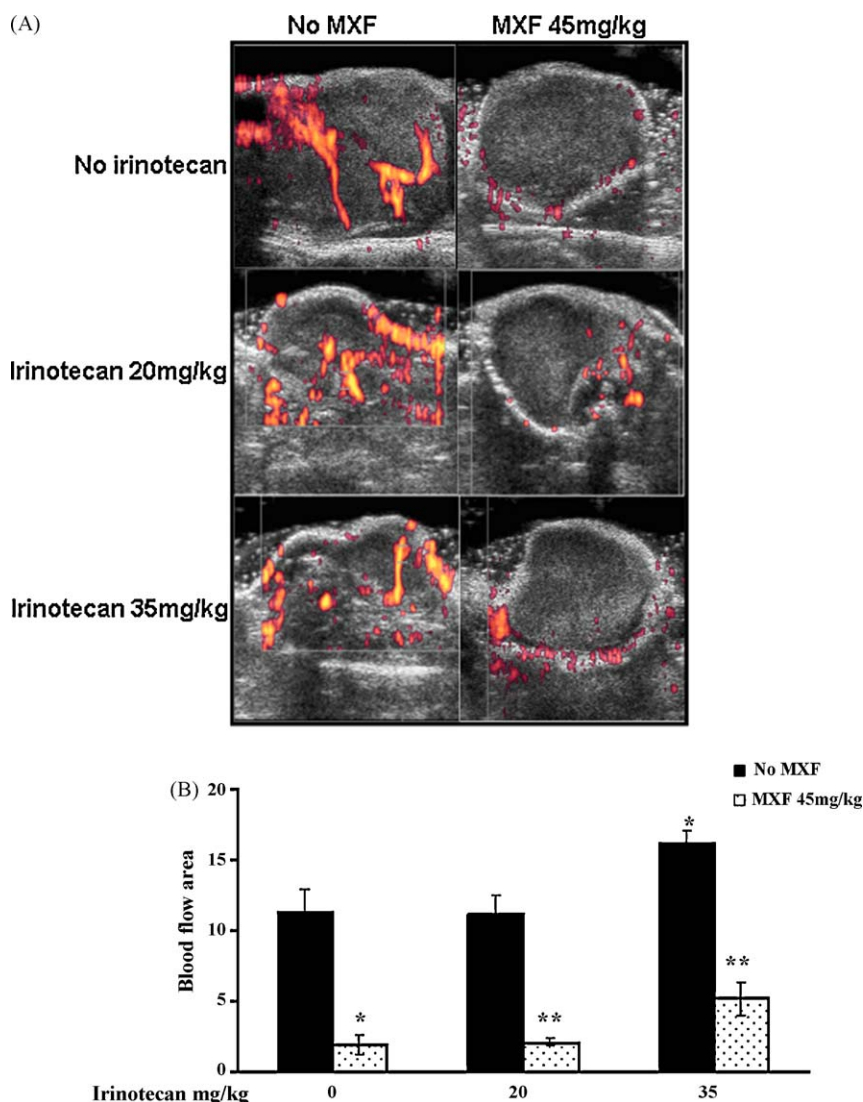 (A)
No MXF MXF 45mg/kg
No irinotecan
Irinotecan 20mg/kg
Irinotecan 35mg/kg
(B)
No MXF
MXF 45mg/kg
20
15
10
5
0
Blood flow area
*
*
**
**
Irinotecan mg/kg 0 20 35